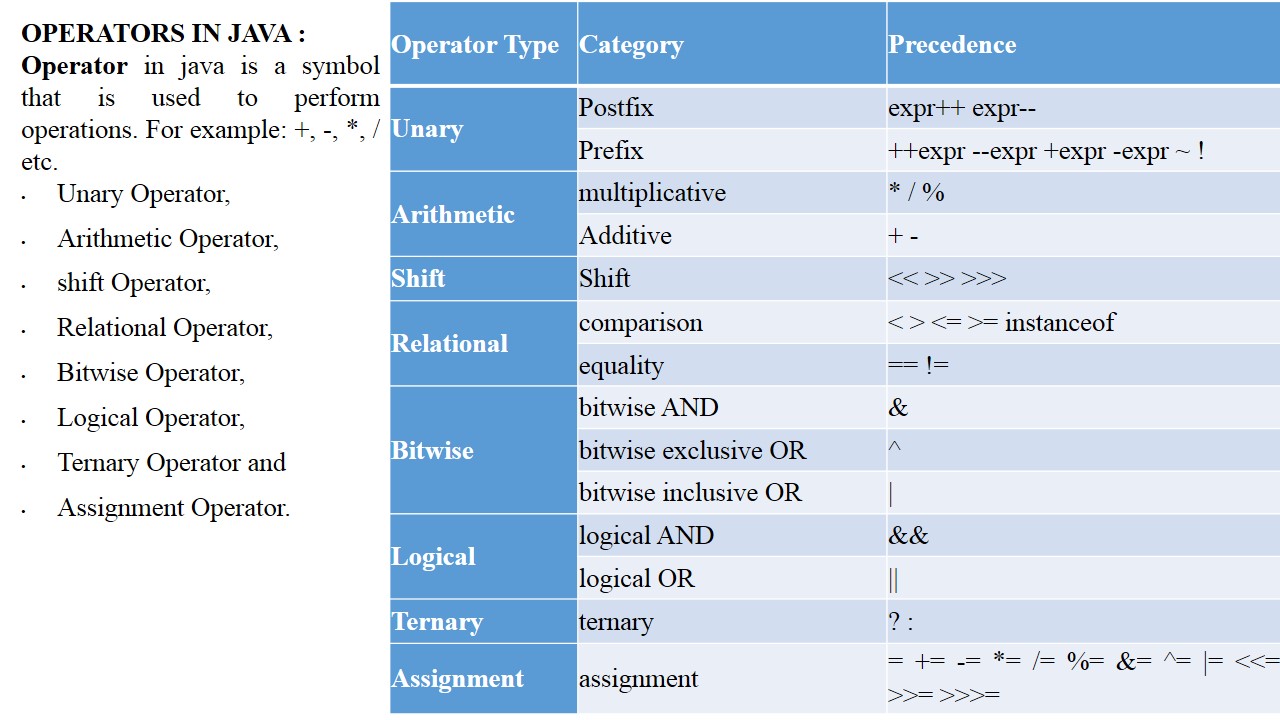 OPERATORS IN JAVA :
Operator in java is a symbol
that is used to perform
operations. For example: +, -, *, /
etc.
· Unary Operator,
· Arithmetic Operator,
· shift Operator,
· Relational Operator,
· Bitwise Operator,
· Logical Operator,
· Ternary Operator and
· Assignment Operator.
Operator Type Category Precedence
Unary Postfix expr++ expr--
Prefix ++expr --expr +expr -expr ~ !
Arithmetic multiplicative * / %
Additive + -
Shift Shift << >> >>>
Relational comparison < > <= >= instanceof
equality == !=
Bitwise bitwise AND &
bitwise exclusive OR ^
bitwise inclusive OR |
Logical logical AND &&
logical OR ||
Ternary ternary ? :
Assignment assignment = += -= *= /= %= &= ^= |= <<=
>>= >>>=